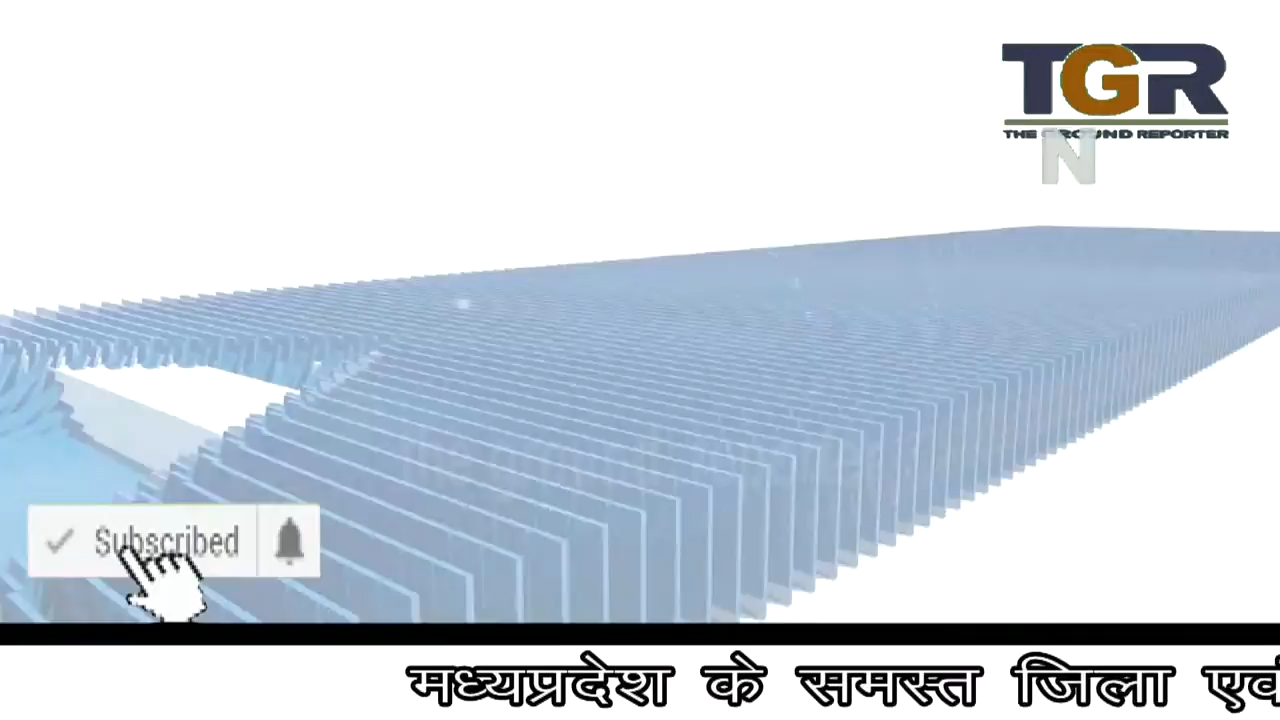 TGR
THE GROUND REPORTER
N
Subscribed
मध्यप्रदेश के समस्त जिला एवं